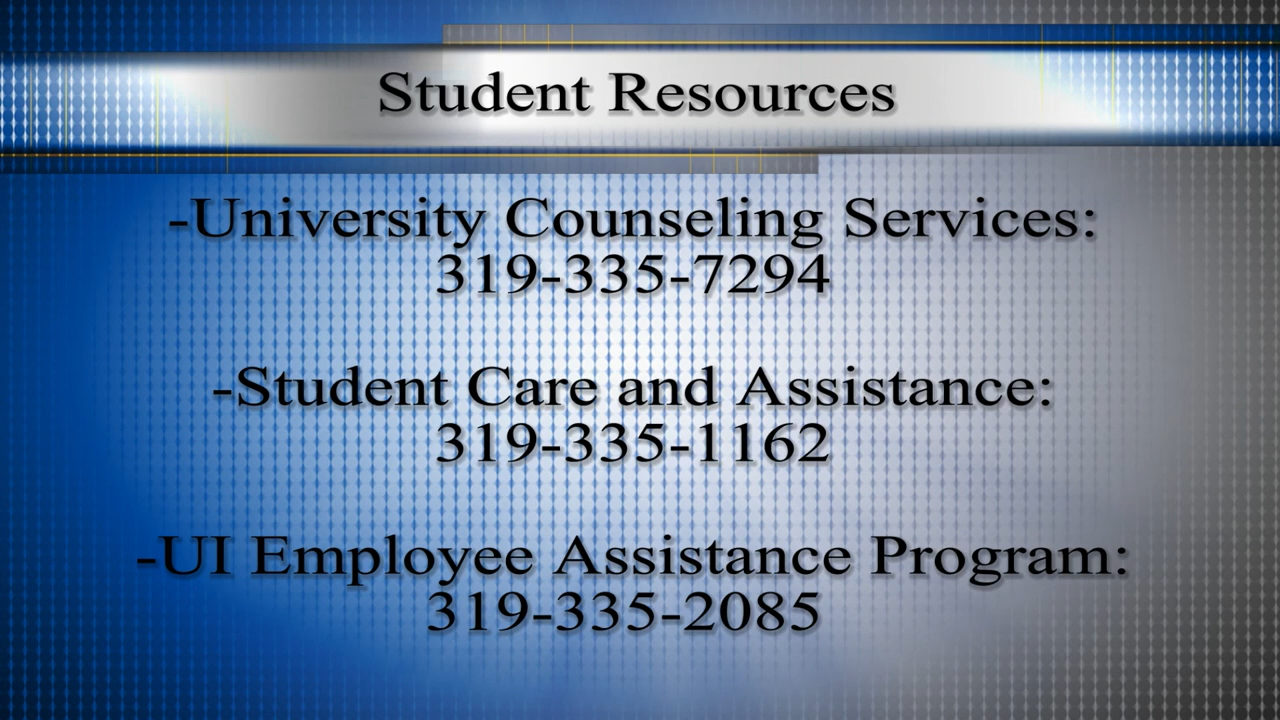 Student Resources
-University Counseling Services:
319-335-7294
-Student Care and Assistance:
319-335-1162
-UI Employee Assistance Program:
319-335-2085